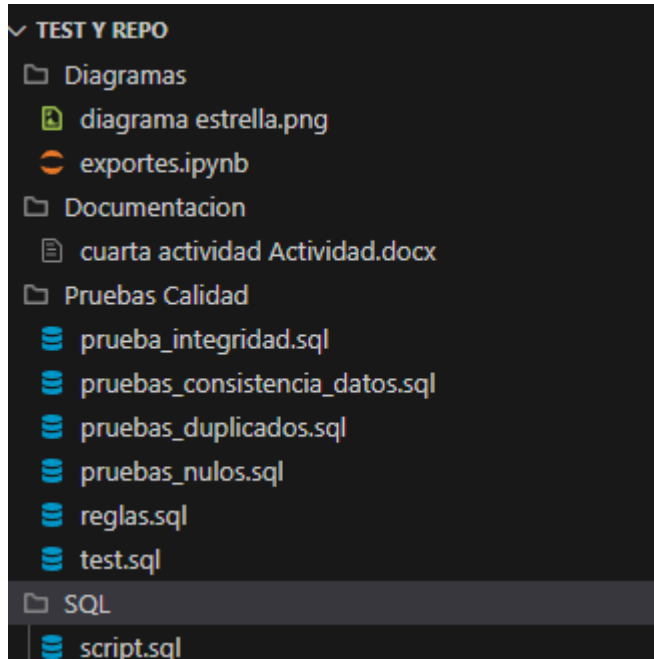 TEST Y REPO
Diagramas
diagrama estrella.png
exportes.ipynb
Documentacion
cuarta actividad Actividad.docx
Pruebas Calidad
prueba_integridad.sql
pruebas_consistencia_datos.sql
pruebas_duplicados.sql
pruebas_nulos.sql
reglas.sql
test.sql
SQL
script.sql